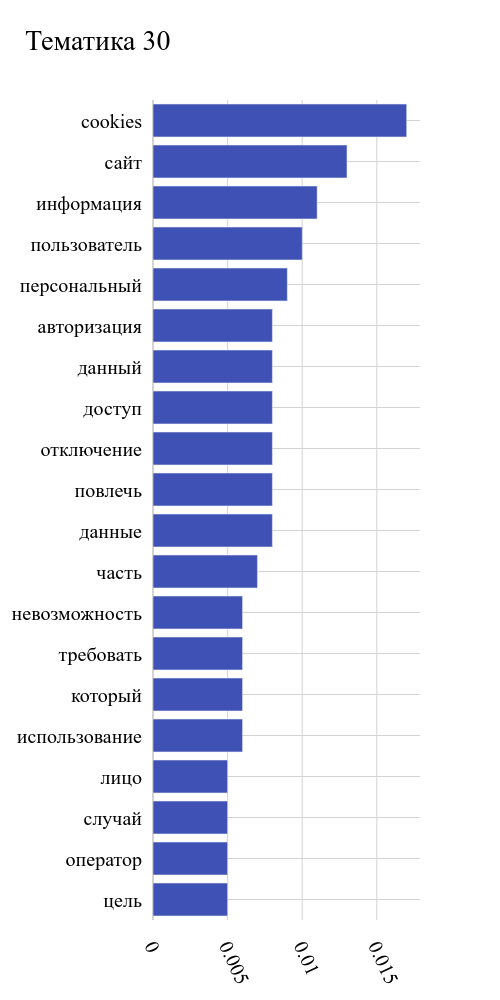 Тематика 30
cookies
сайт
информация
пользователь
персональный
авторизация
данный
доступ
отключение
повлечь
данные
часть
невозможность
требовать
который
использование
лицо
случай
оператор
цель
0
0.005
0.01
0.015